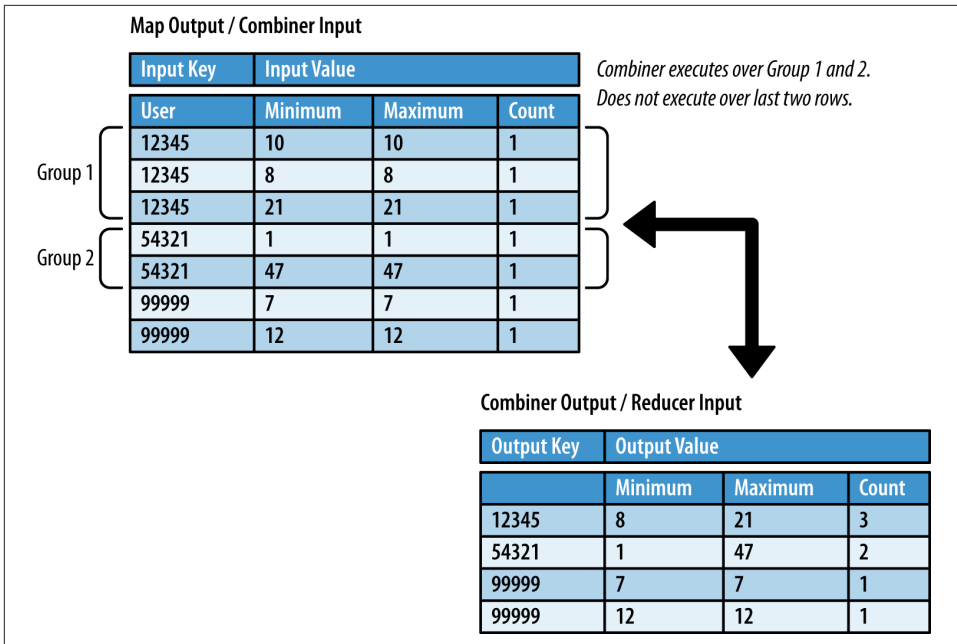 Map Output / Combiner Input
Input Key Input Value
Combiner executes over Group 1 and 2.
Does not execute over last two rows.
User Minimum Maximum Count
12345 10 10 1
Group 1
12345 8 8 1
12345 21 21 1
54321 1 1 1
Group 2
54321 47 47 1
99999 7 7 1
99999 12 12 1
Combiner Output / Reducer Input
Output Key Output Value
Minimum Maximum Count
12345 8 21 3
54321 1 47 2
99999 7 7 1
99999 12 12 1